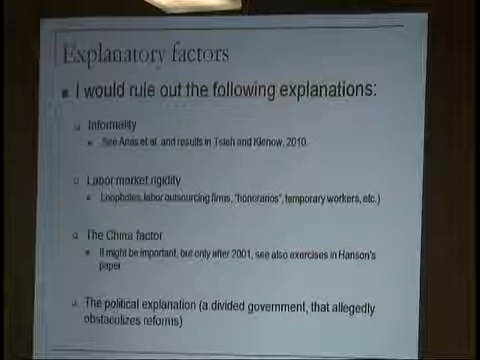 Explanatory factors
I would rule out the following explanations:
Informality
See Arias et al. and results in Tsieh and Klenow, 2010.
Labor market rigidity
Loopholes, labor outsourcing firms, "honorarios", temporary workers, etc.)
The China factor
It might be important, but only after 2001, see also exercises in Hanson's
paper
The political explanation (a divided government, that allegedly
obstaculizes reforms)